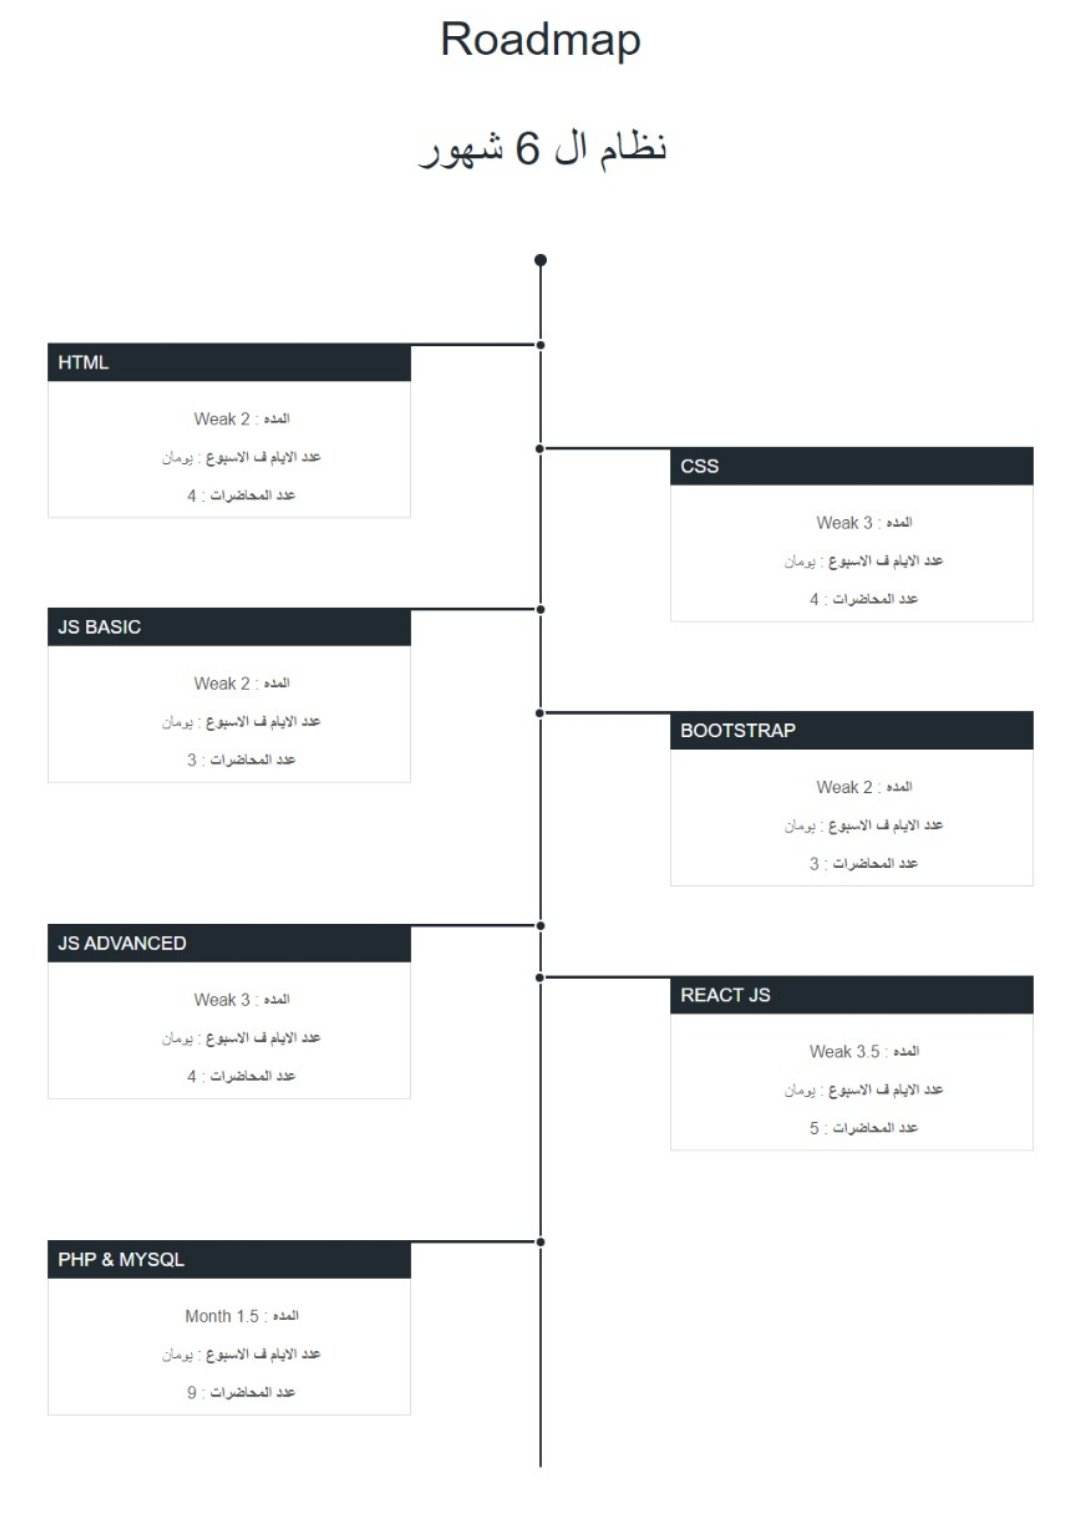 Roadmap
نظام ال 6 شهور
HTML
المده : 2 Weak
عدد الايام ف الاسبوع : يومان
عدد المحاضرات : 4
CSS
المده : 3 Weak
عدد الايام ف الاسبوع : يومان
عدد المحاضرات : 4
JS BASIC
المده : 2 Weak
عدد الايام ف الاسبوع : يومان
عدد المحاضرات : 3
BOOTSTRAP
المده : 2 Weak
عدد الايام ف الاسبوع : يومان
عدد المحاضرات : 3
JS ADVANCED
المده : 3 Weak
عدد الايام ف الاسبوع : يومان
عدد المحاضرات : 4
REACT JS
المده : 3.5 Weak
عدد الايام ف الاسبوع : يومان
عدد المحاضرات : 5
PHP & MYSQL
المده : 1.5 Month
عدد الايام ف الاسبوع : يومان
عدد المحاضرات : 9